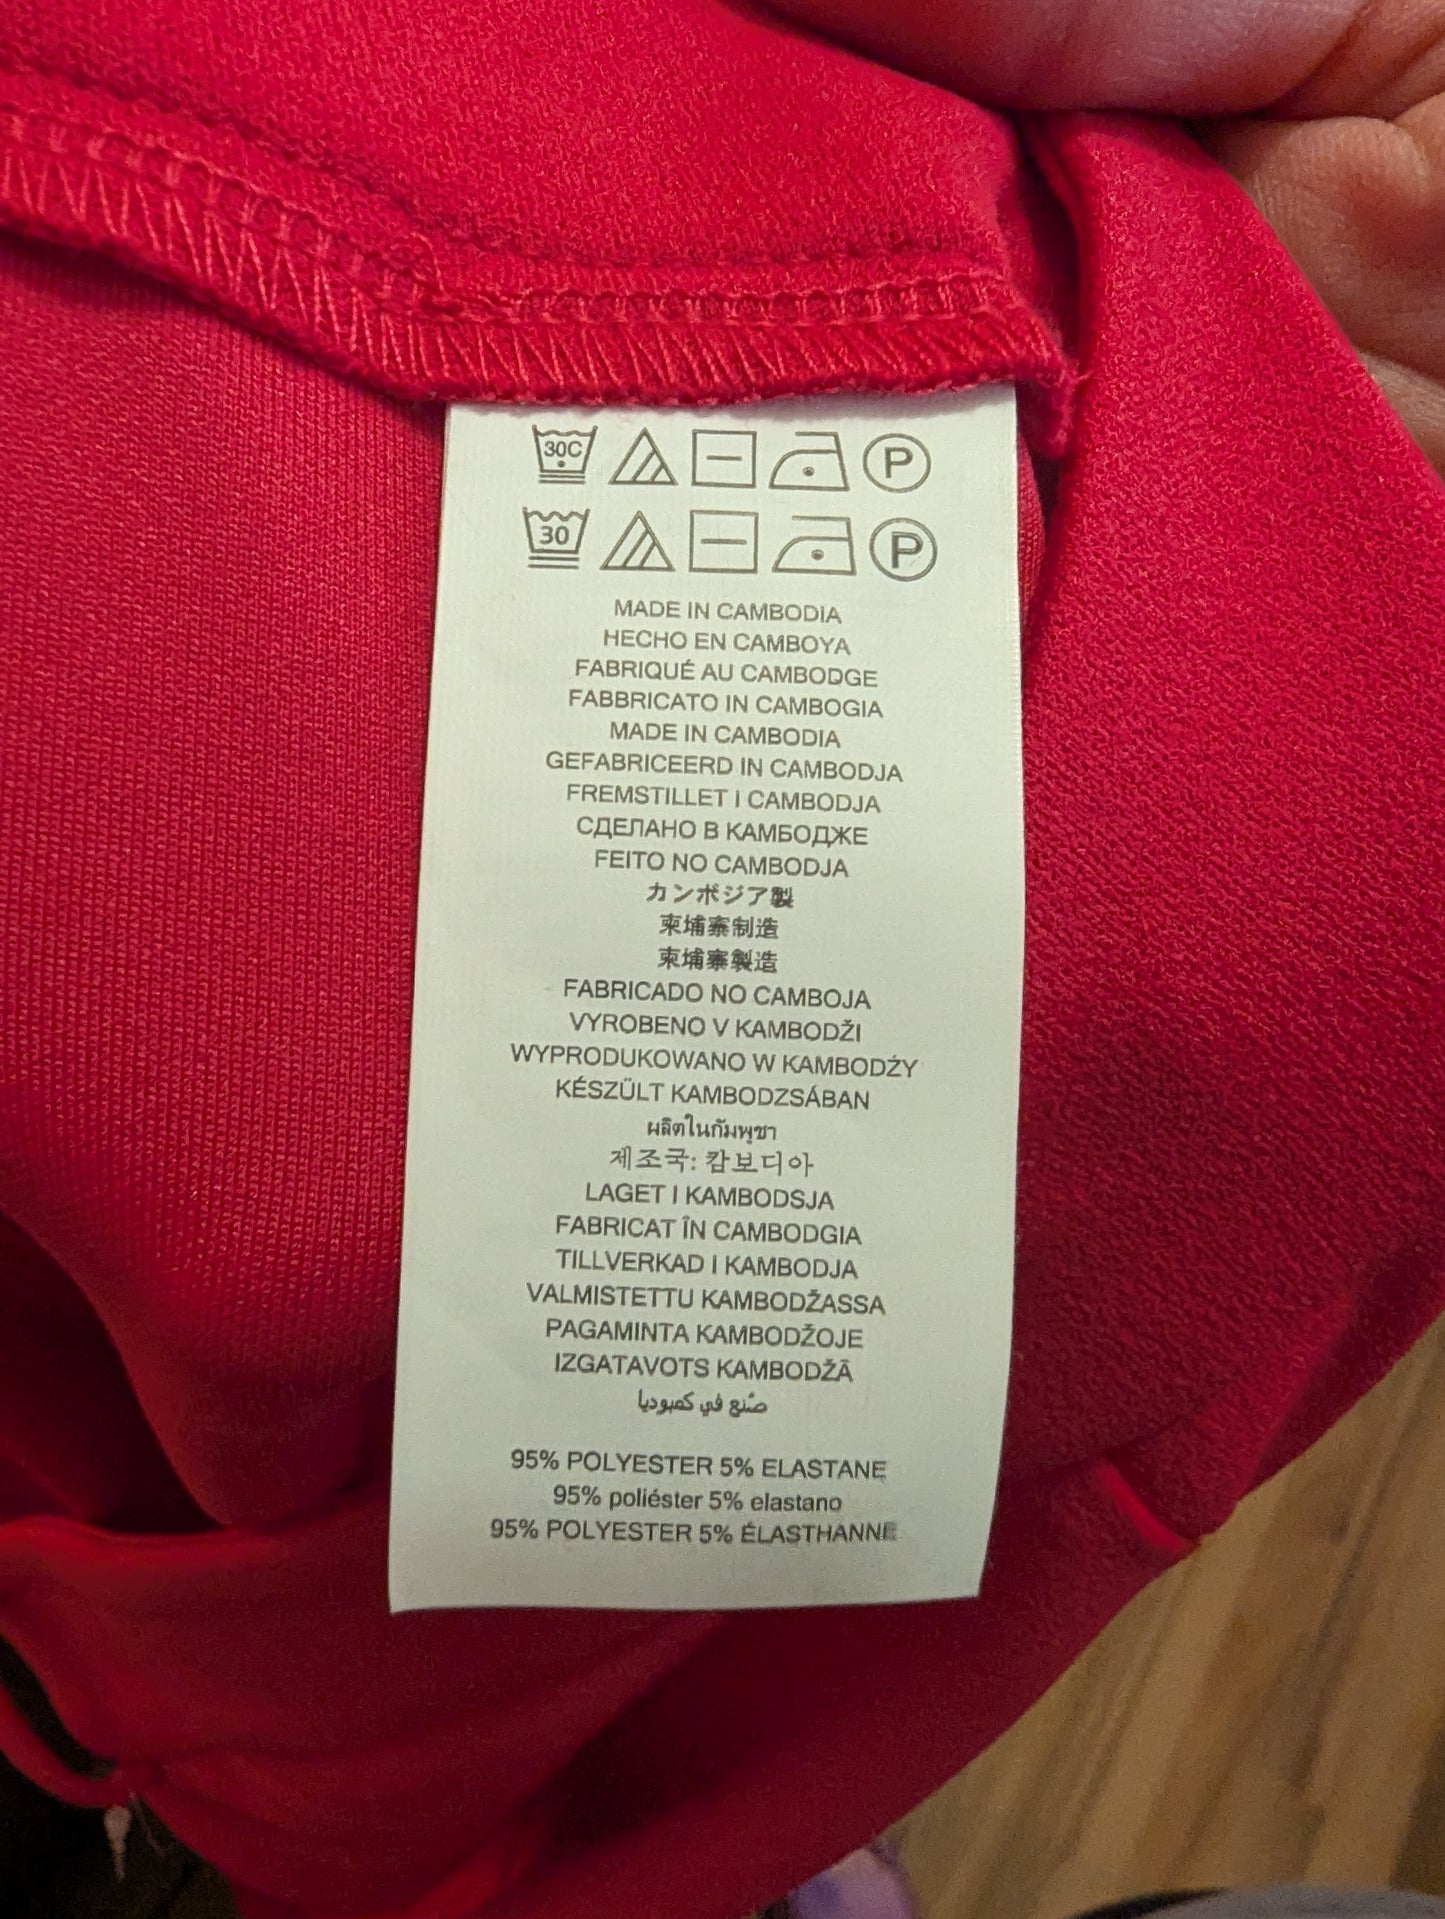 30C P
30 P
MADE IN CAMBODIA
HECHO EN CAMBOYA
FABRIQUÉ AU CAMBODGE
FABBRICATO IN CAMBOGIA
MADE IN CAMBODIA
GEFABRICEERD IN CAMBODJA
FREMSTILLET I CAMBODJA
СДЕЛАНО В КАМБОДЖЕ
FEITO NO CAMBODJA
カンボジア製
柬埔寨制造
柬埔寨製造
FABRICADO NO CAMBOJA
VYROBENO V KAMBODŽI
WYPRODUKOWANO W KAMBODŻY
KÉSZÜLT KAMBODZSÁBAN
ผลิตในกัมพูชา
제조국: 캄보디아
LAGET I KAMBODSJA
FABRICAT ÎN CAMBODGIA
TILLVERKAD I KAMBODJA
VALMISTETTU KAMBODŽASSA
PAGAMINTA KAMBODŽOJE
IZGATAVOTS KAMBODŽĀ
صُنع في كمبوديا
95% POLYESTER 5% ELASTANE
95% poliéster 5% elastano
95% POLYESTER 5% ÉLASTHANNE